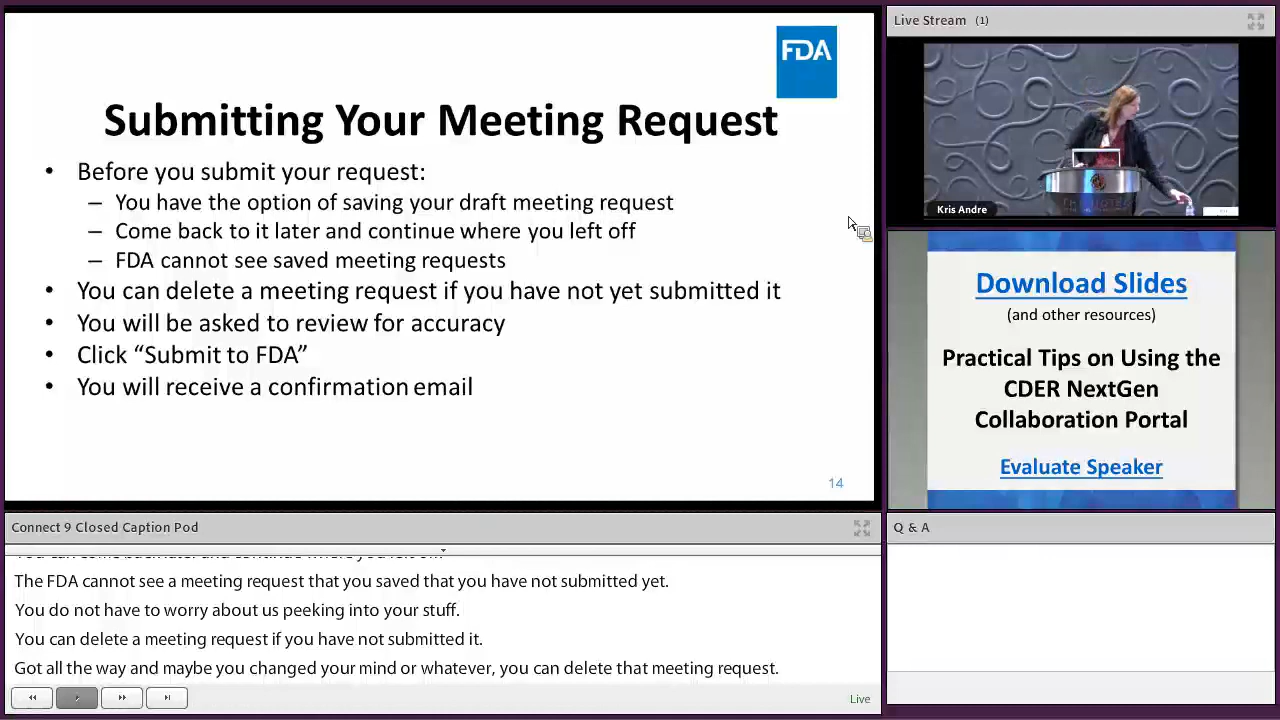 FDA
Submitting Your Meeting Request
• Before you submit your request:
– You have the option of saving your draft meeting request
– Come back to it later and continue where you left off
– FDA cannot see saved meeting requests
• You can delete a meeting request if you have not yet submitted it
• You will be asked to review for accuracy
• Click “Submit to FDA”
• You will receive a confirmation email
14
Live Stream (1)
Kris Andre
Download Slides
(and other resources)
Practical Tips on Using the
CDER NextGen
Collaboration Portal
Evaluate Speaker
Connect 9 Closed Caption Pod
The FDA cannot see a meeting request that you saved that you have not submitted yet.
You do not have to worry about us peeking into your stuff.
You can delete a meeting request if you have not submitted it.
Got all the way and maybe you changed your mind or whatever, you can delete that meeting request.
Live
Q & A